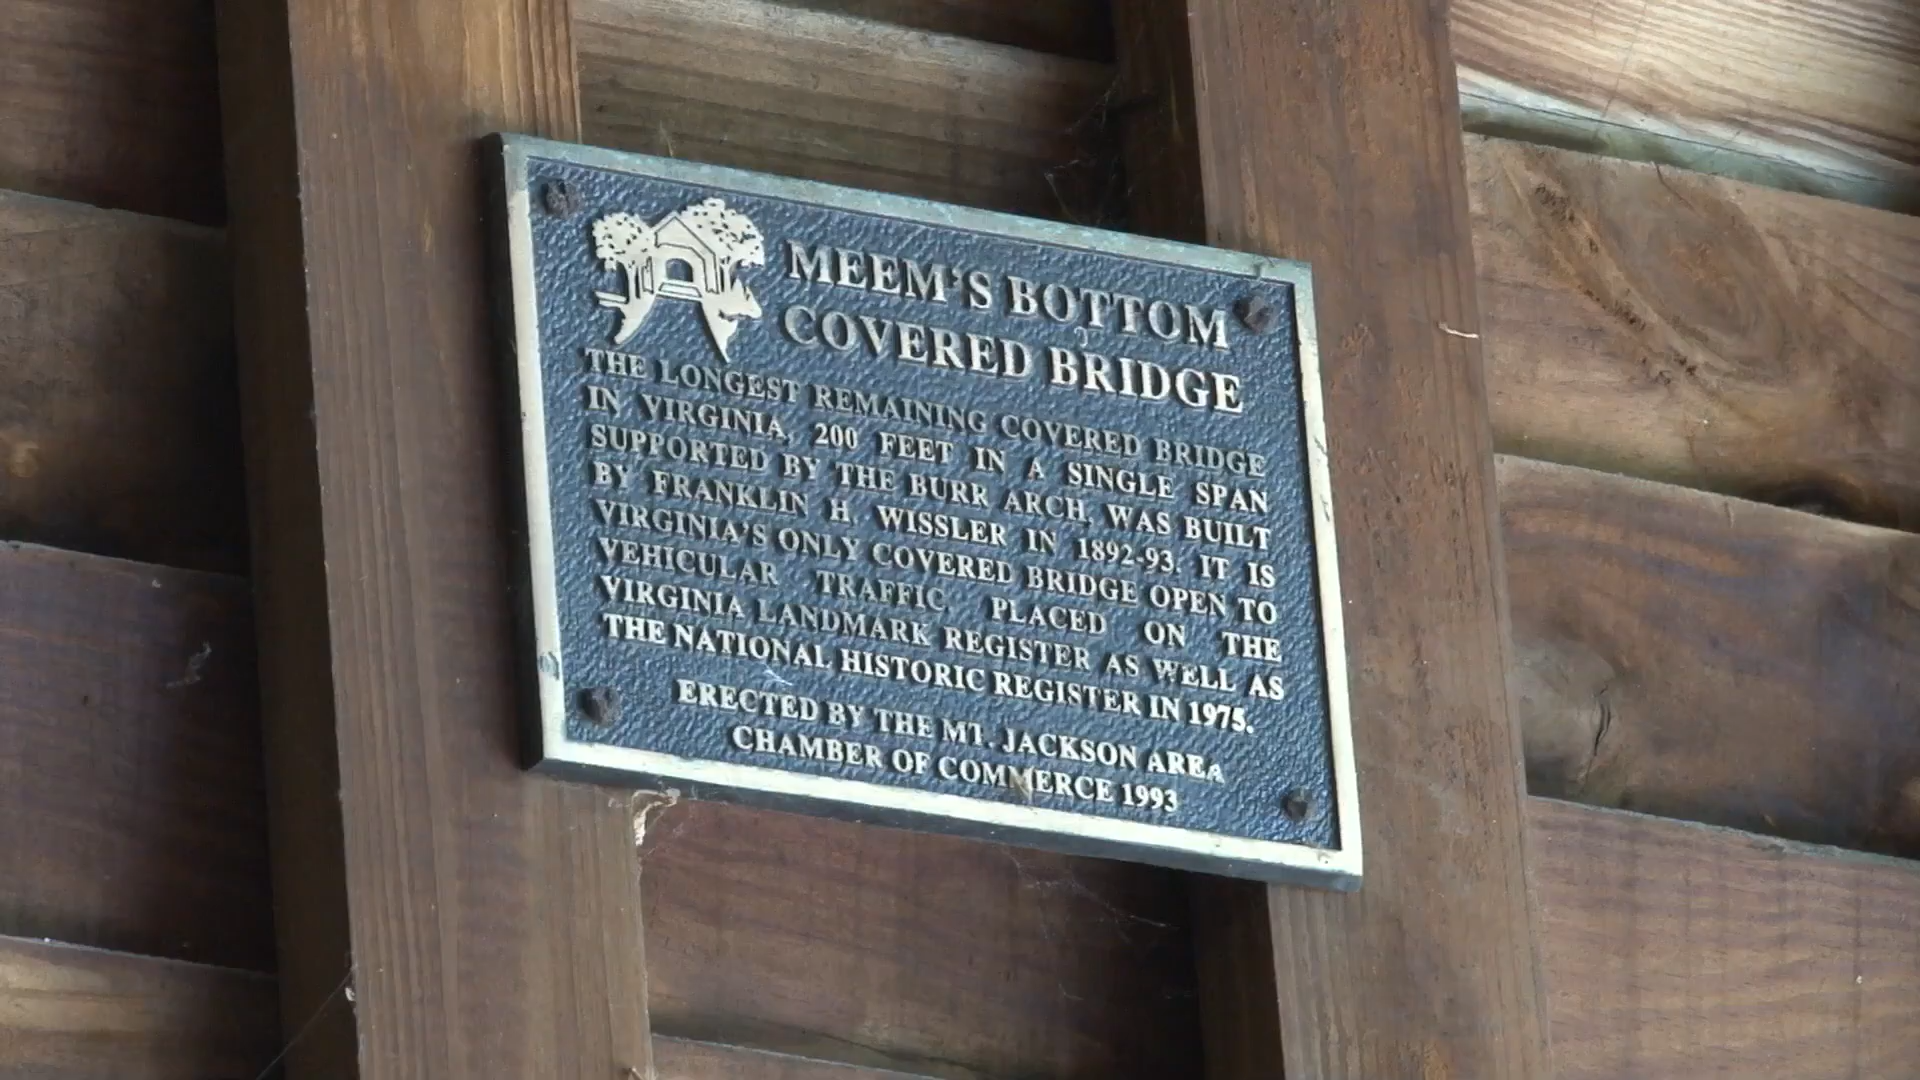 MEEM'S BOTTOM
COVERED BRIDGE
THE LONGEST REMAINING COVERED BRIDGE
IN VIRGINIA, 200 FEET IN A SINGLE SPAN
SUPPORTED BY THE BURR ARCH, WAS BUILT
BY FRANKLIN H. WISSLER IN 1892-93. IT IS
VIRGINIA'S ONLY COVERED BRIDGE OPEN TO
VEHICULAR TRAFFIC. PLACED ON THE
VIRGINIA LANDMARK REGISTER AS WELL AS
THE NATIONAL HISTORIC REGISTER IN 1975.
ERECTED BY THE MT. JACKSON AREA
CHAMBER OF COMMERCE 1993